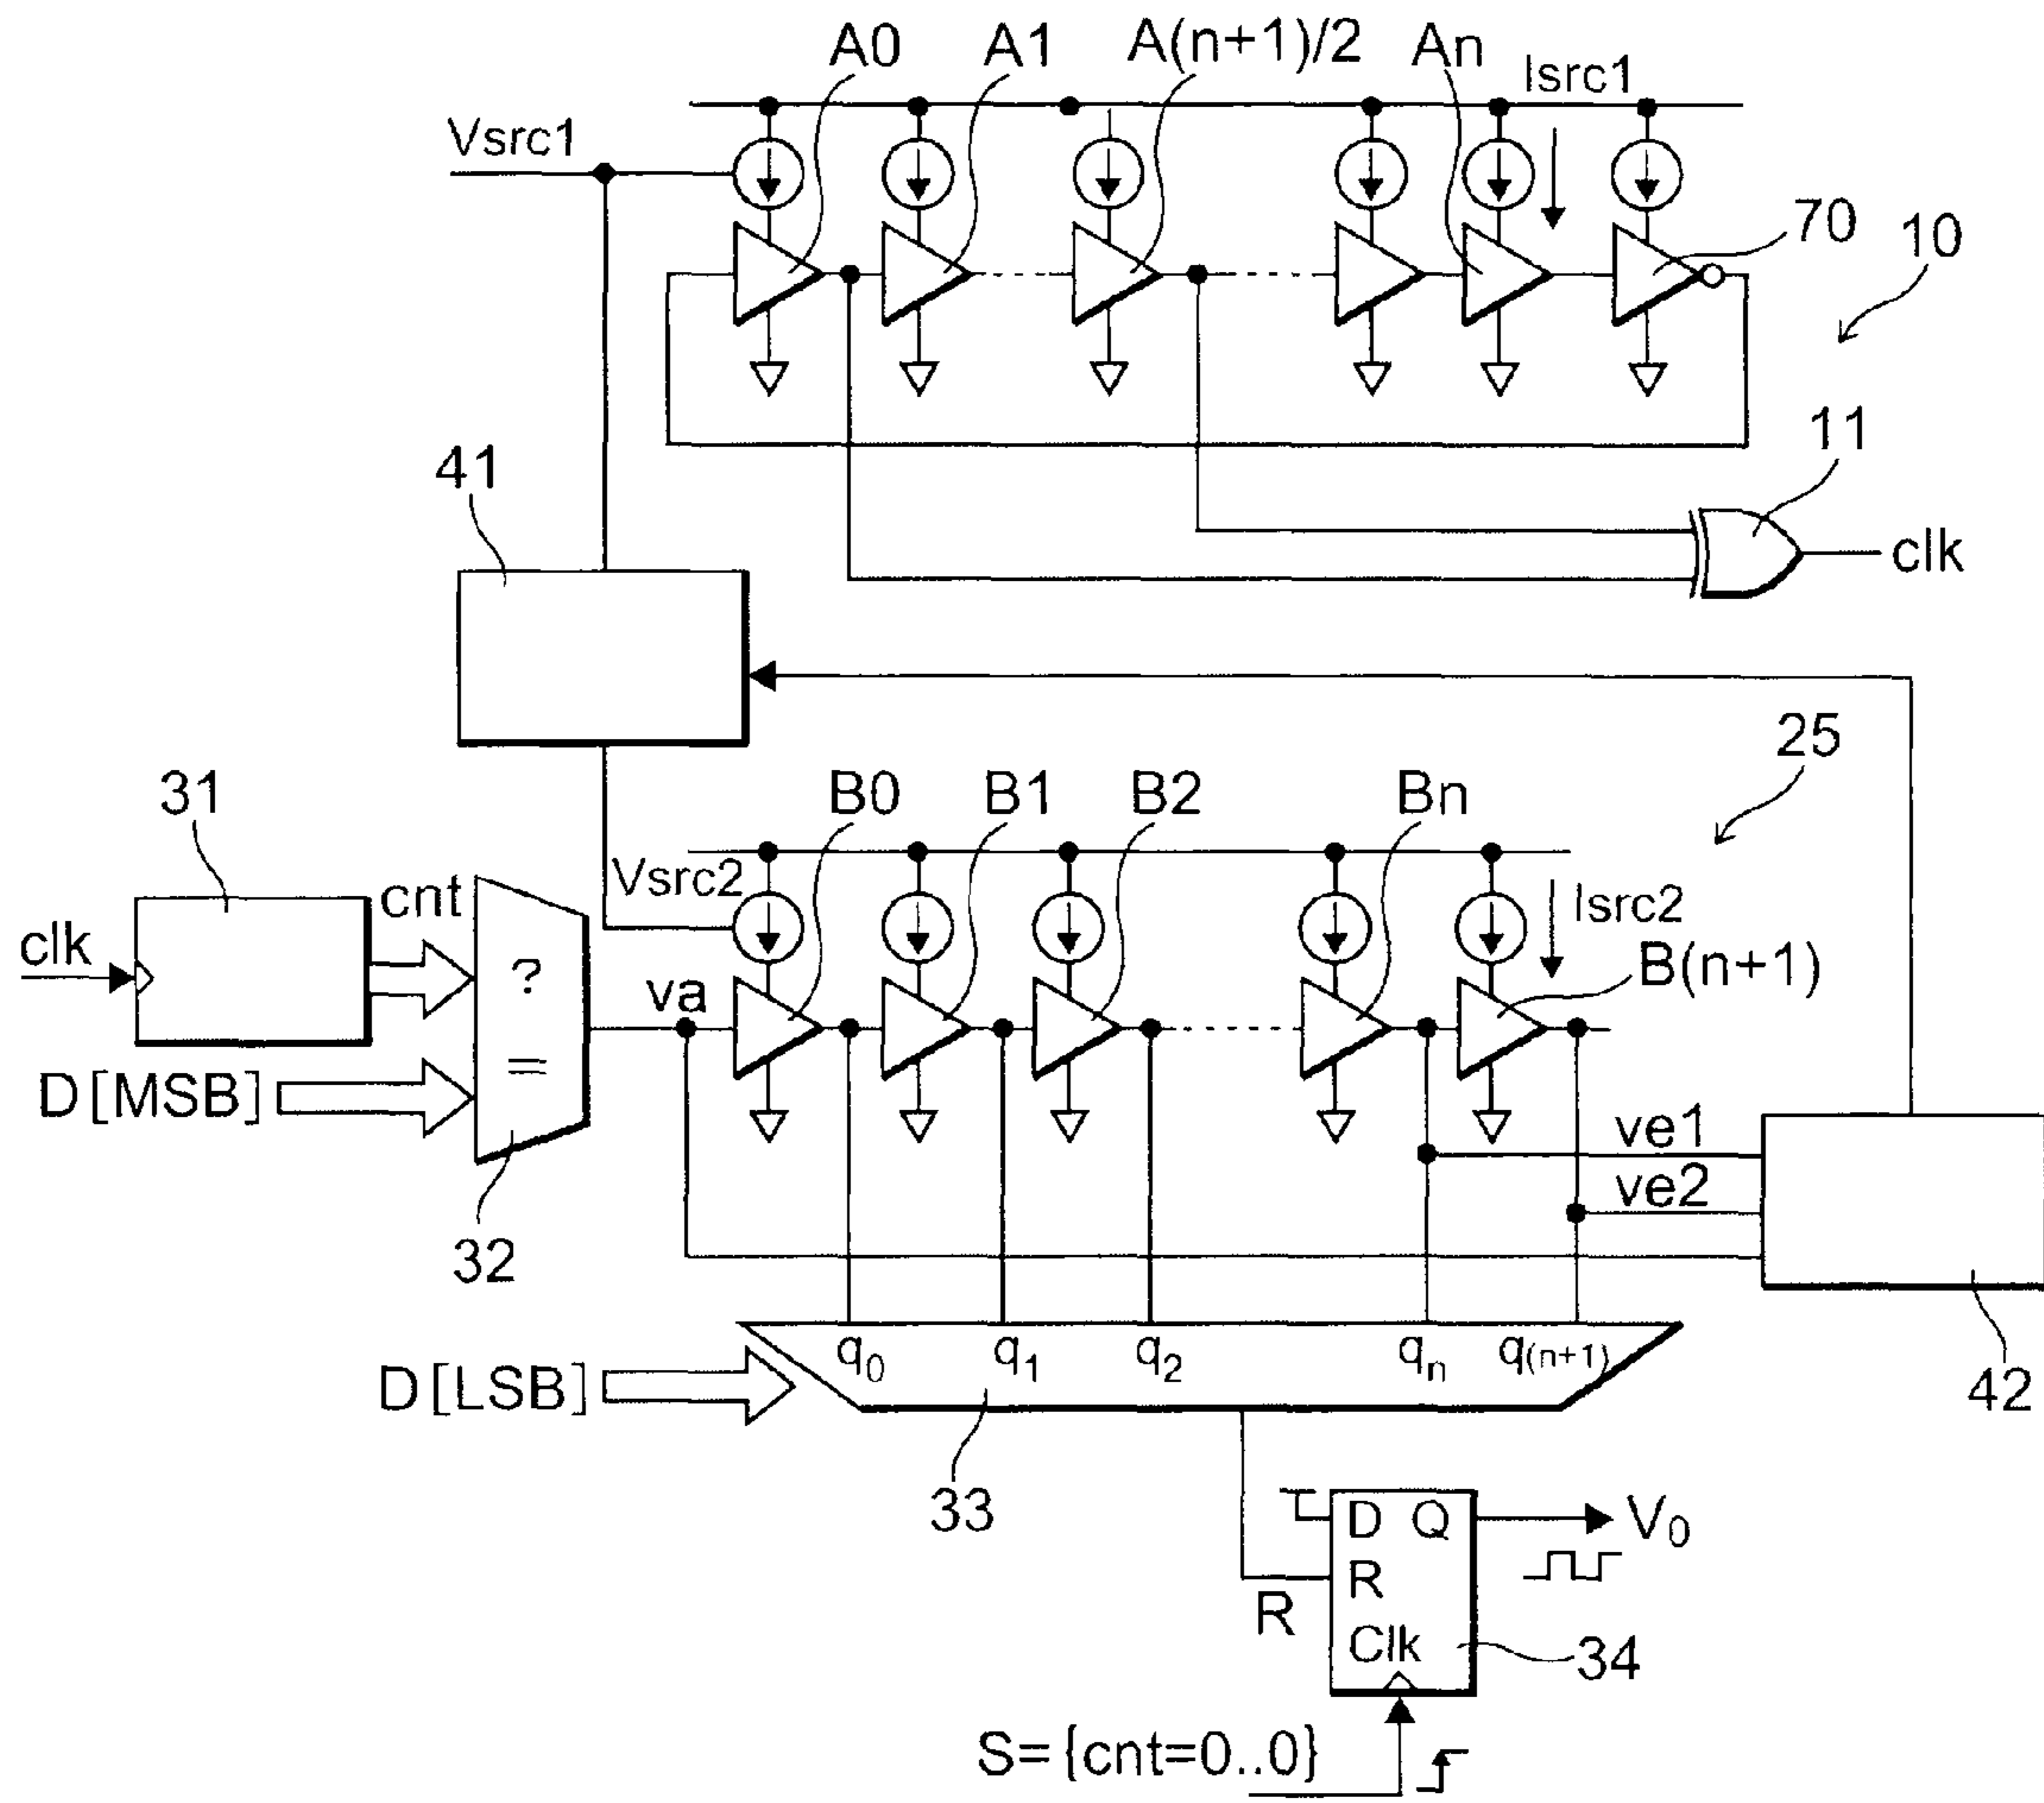 A0 A1 A(n+1)/2 An Isrc1
Vsrc1
70 10
11
41
clk
25
31 B0 B1 B2 Bn
cnt Vsrc2 Isrc2
clk ? va B(n+1)
=
D[MSB]
ve1
ve2
32
q0 q1 q2 qn q(n+1)
D[LSB] 42
33
D Q V0
R
R
Clk 34
S={cnt=0..0}